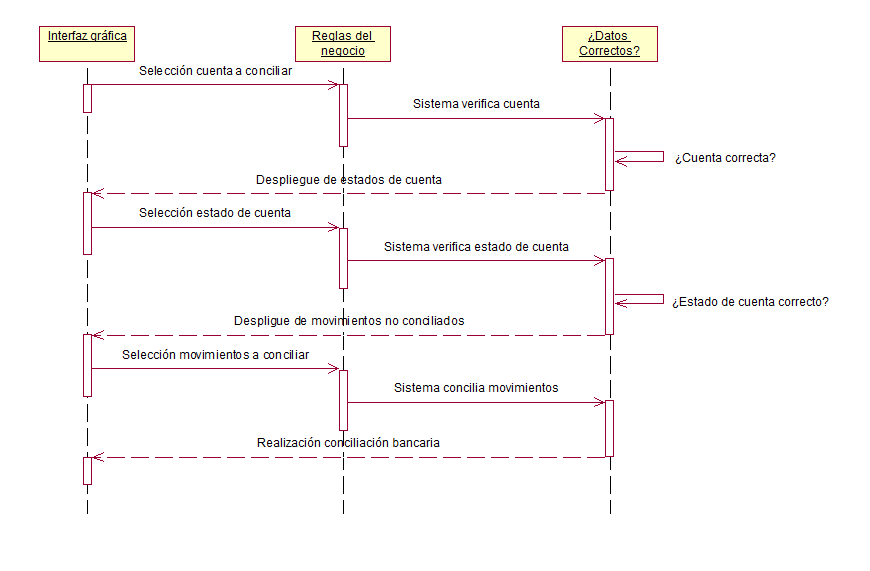 Interfaz gráfica
Reglas del
negocio
¿Datos
Correctos?
Selección cuenta a conciliar
Sistema verifica cuenta
¿Cuenta correcta?
Despliegue de estados de cuenta
Selección estado de cuenta
Sistema verifica estado de cuenta
¿Estado de cuenta correcto?
Despligue de movimientos no conciliados
Selección movimientos a conciliar
Sistema concilia movimientos
Realización conciliación bancaria